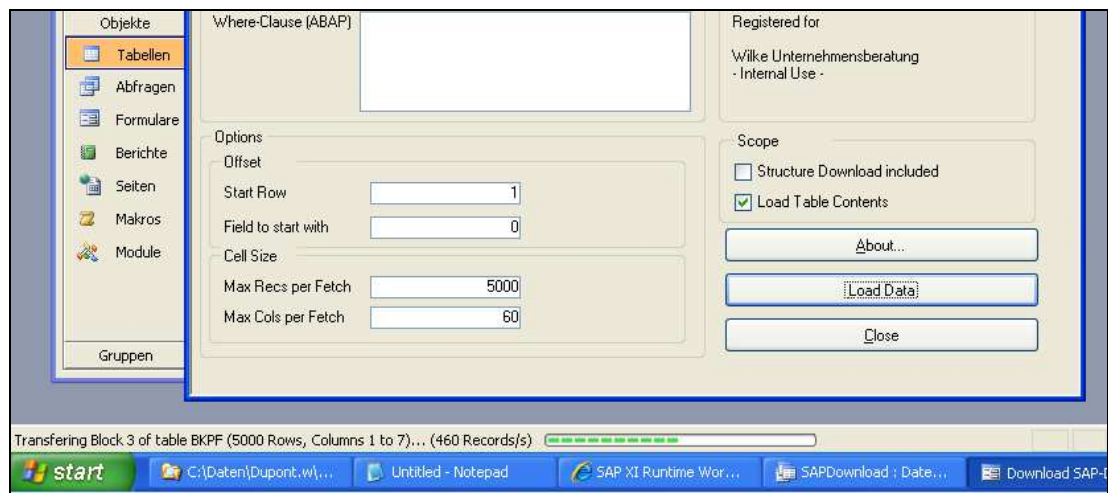 Objekte
Tabellen
Abfragen
Formulare
Berichte
Seiten
Makros
Module
Gruppen
Where-Clause (ABAP)
Options
Offset
Start Row 1
Field to start with 0
Cell Size
Max Recs per Fetch 5000
Max Cols per Fetch 60
Registered for
Wilke Unternehmensberatung
- Internal Use -
Scope
Structure Download included
Load Table Contents
About...
Load Data
Close
Transfering Block 3 of table BKPF (5000 Rows, Columns 1 to 7)... (460 Records/s)
start C:\Daten\Dupont.w\... Untitled - Notepad SAP XI Runtime Wor... SAPDownload : Date... Download SAP-